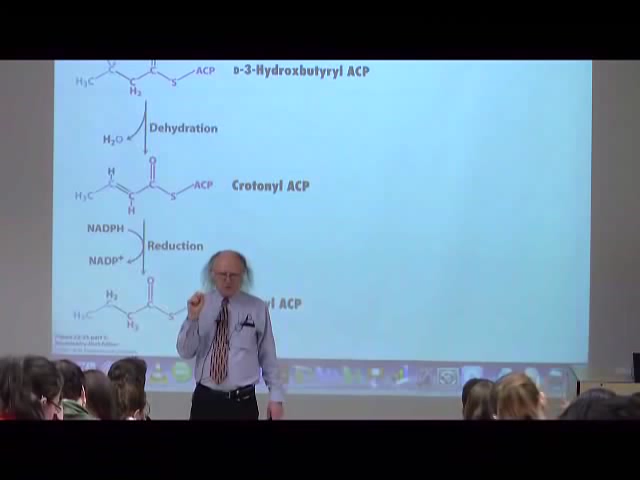 H₃C C H₂ C S ACP D-3-Hydroxbutyryl ACP
H₂O Dehydration
H O
H₃C C C C S ACP Crotonyl ACP
H
NADPH
Reduction
NADP⁺
H₂ O
H₃C C C C S yl ACP
H₂